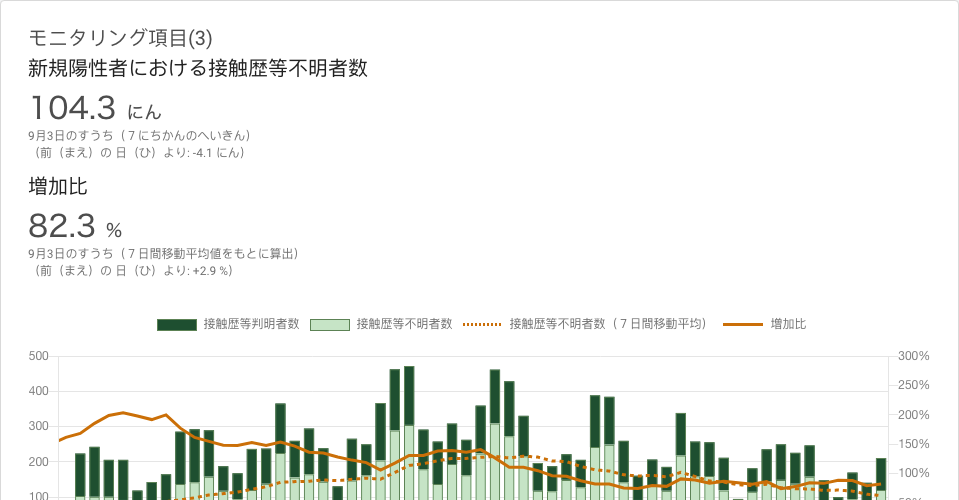 モニタリング項目(3)
新規陽性者における接触歴等不明者数
104.3 にん
9月3日のすうち（７にちかんのへいきん）
（前（まえ）の 日（ひ）より: -4.1 にん）
増加比
82.3 %
9月3日のすうち（７日間移動平均値をもとに算出）
（前（まえ）の 日（ひ）より: +2.9 %）
接触歴等判明者数 接触歴等不明者数 接触歴等不明者数（７日間移動平均） 増加比
500 300%
250%
400
200%
300
150%
200
100%
100